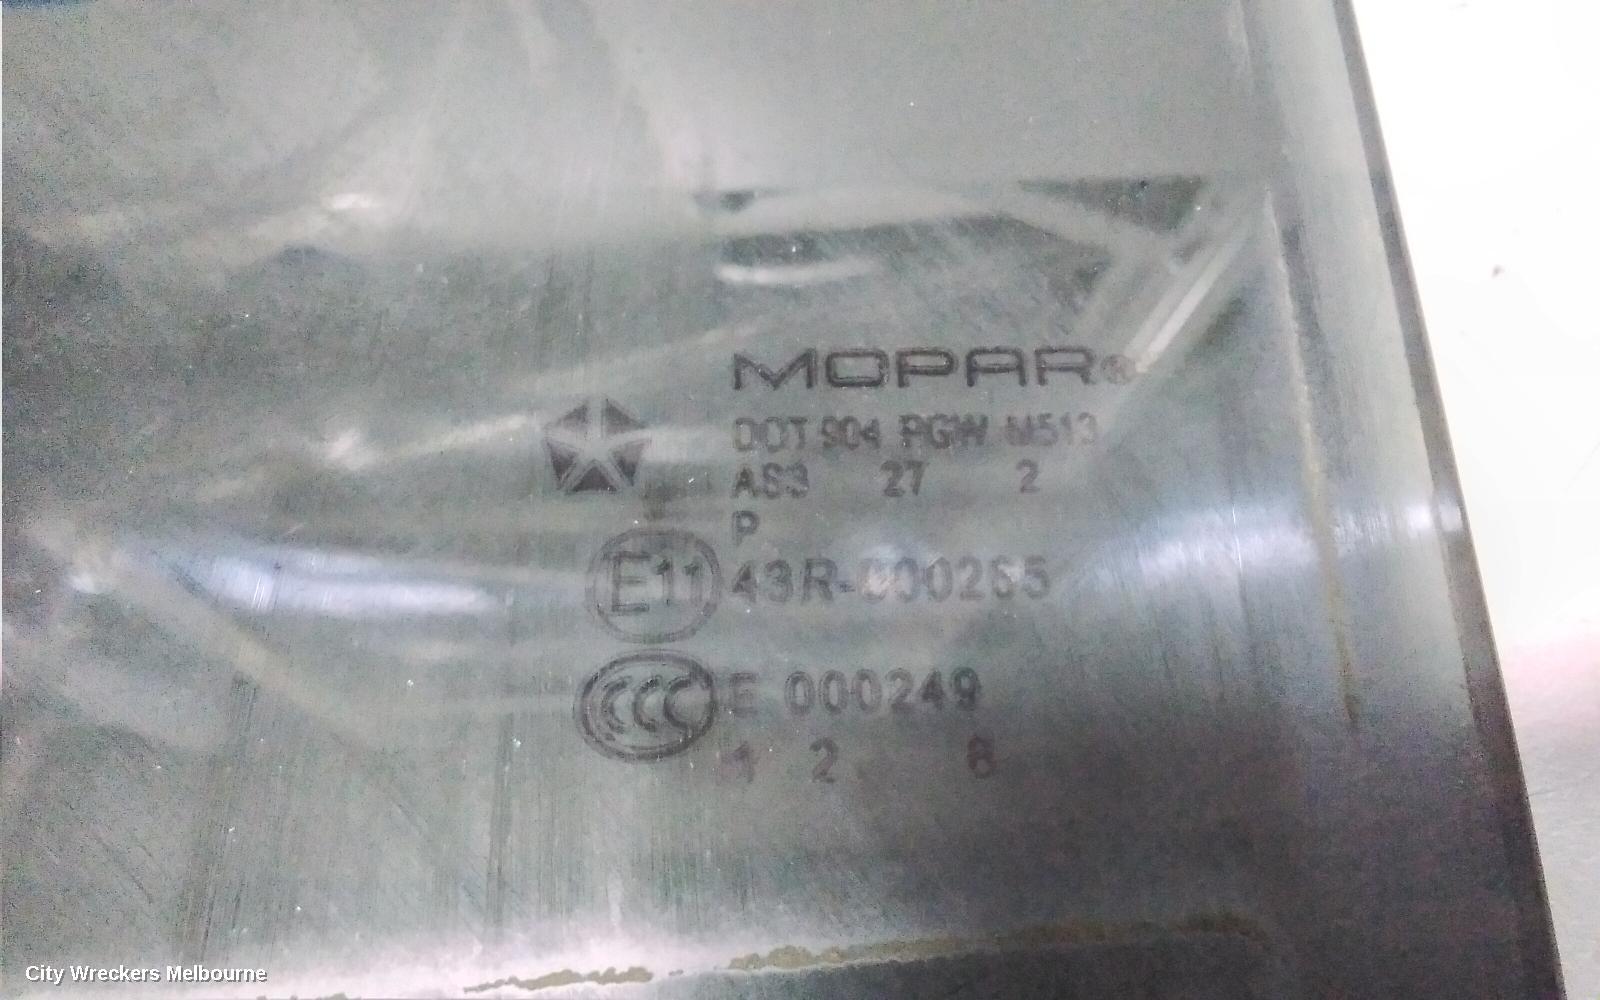 MOPAR®
DOT 904 PGW M513
AS3 27 2
P
E11 43R-000265
CCC E 000249
1 2 8
City Wreckers Melbourne